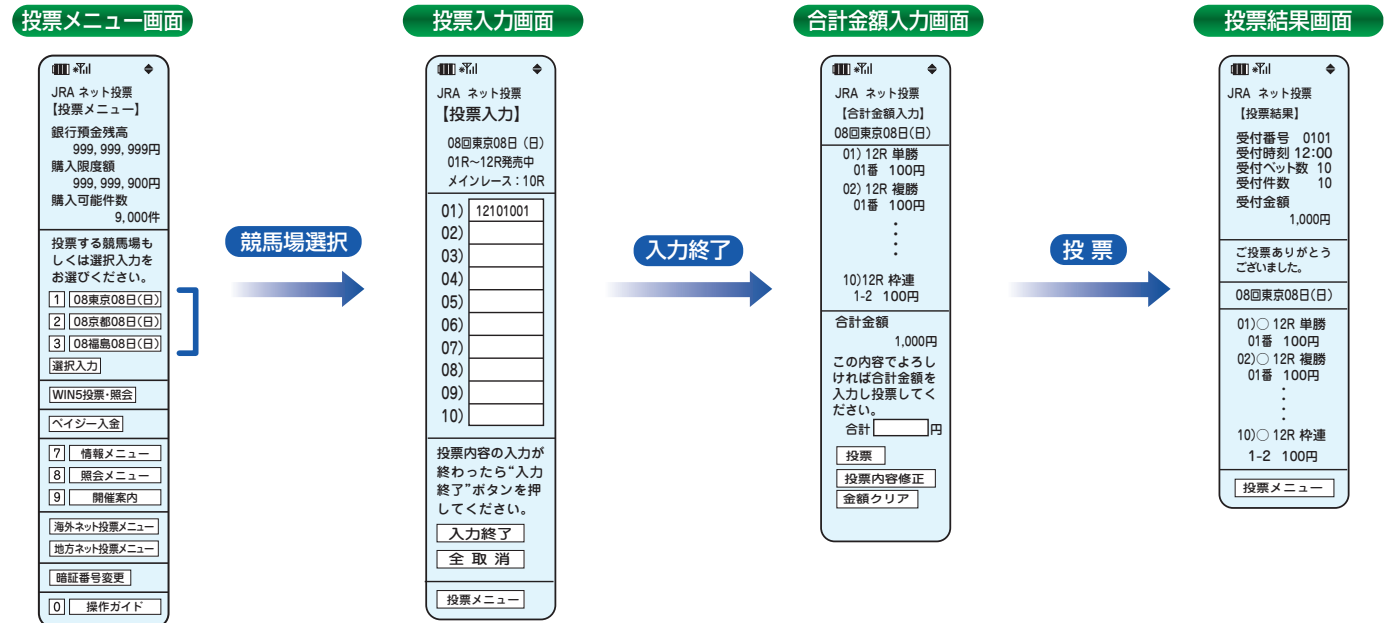 投票メニュー画面
JRA ネット投票
【投票メニュー】
銀行預金残高
999,999,999円
購入限度額
999,999,900円
購入可能件数
9,000件
投票する競馬場も
しくは選択入力を
お選びください。
1 08東京08日(日)
2 08京都08日(日)
3 08福島08日(日)
選択入力
WIN5投票・照会
ペイジー入金
7 情報メニュー
8 照会メニュー
9 開催案内
海外ネット投票メニュー
地方ネット投票メニュー
暗証番号変更
0 操作ガイド
競馬場選択
投票入力画面
JRA ネット投票
【投票入力】
08回東京08日(日)
01R〜12R発売中
メインレース:10R
01) 12101001
02)
03)
04)
05)
06)
07)
08)
09)
10)
投票内容の入力が
終わったら“入力
終了”ボタンを押
してください。
入力終了
全 取 消
投票メニュー
入力終了
合計金額入力画面
JRA ネット投票
【合計金額入力】
08回東京08日(日)
01) 12R 単勝
01番 100円
02) 12R 複勝
01番 100円
・
・
・
・
10)12R 枠連
1-2 100円
合計金額
1,000円
この内容でよろし
ければ合計金額を
入力し投票してく
ださい。
合計 円
投票
投票内容修正
金額クリア
投 票
投票結果画面
JRA ネット投票
【投票結果】
受付番号 0101
受付時刻 12:00
受付ベット数 10
受付件数 10
受付金額
1,000円
ご投票ありがとう
ございました。
08回東京08日(日)
01)○ 12R 単勝
01番 100円
02)○ 12R 複勝
01番 100円
・
・
・
・
10)○ 12R 枠連
1-2 100円
投票メニュー